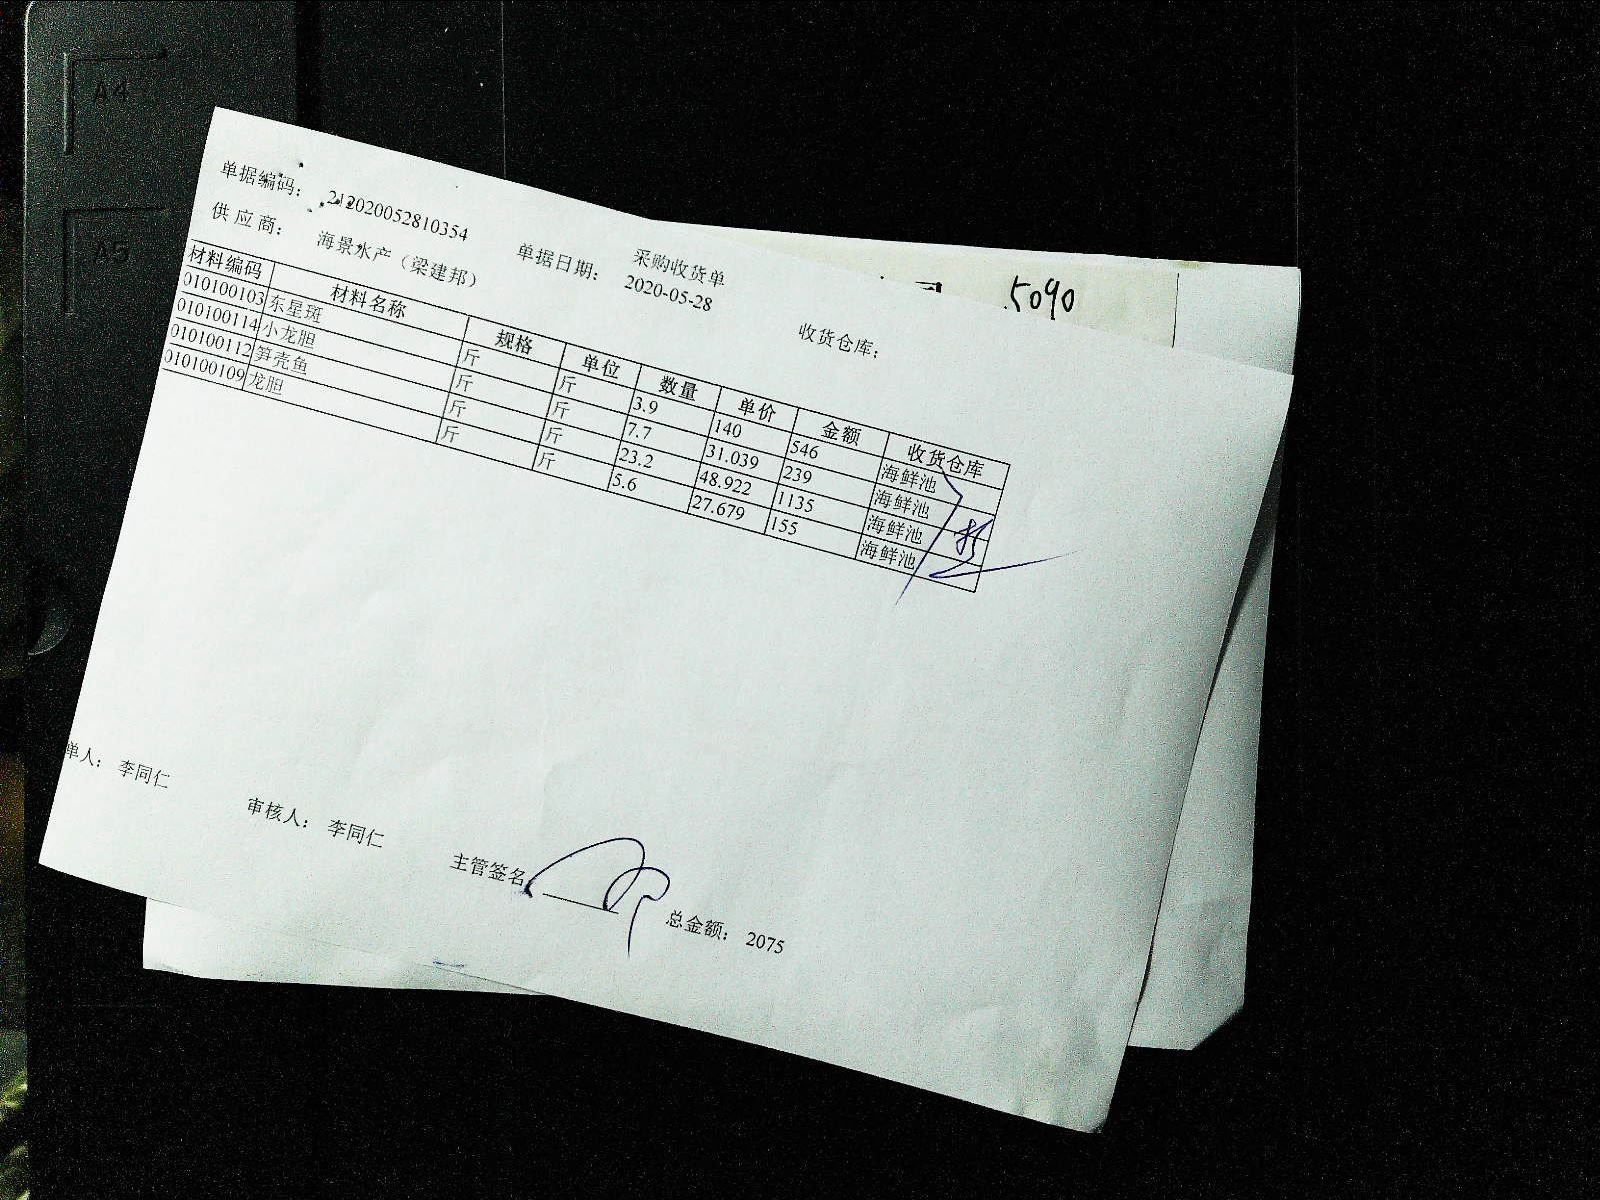 A4
A5
5090
采购收货单
单据编码： 212020052810354 单据日期： 2020-05-28 收货仓库：
供 应 商： 海景水产（梁建邦）
材料编码 材料名称 规格 单位 数量 单价 金额 收货仓库
010100103 东星斑 斤 斤 3.9 140 546 海鲜池
010100114 小龙胆 斤 斤 7.7 31.039 239 海鲜池
010100112 笋壳鱼 斤 斤 23.2 48.922 1135 海鲜池
010100109 龙胆 斤 斤 5.6 27.679 155 海鲜池
单人： 李同仁 审核人： 李同仁 主管签名： 总金额： 2075